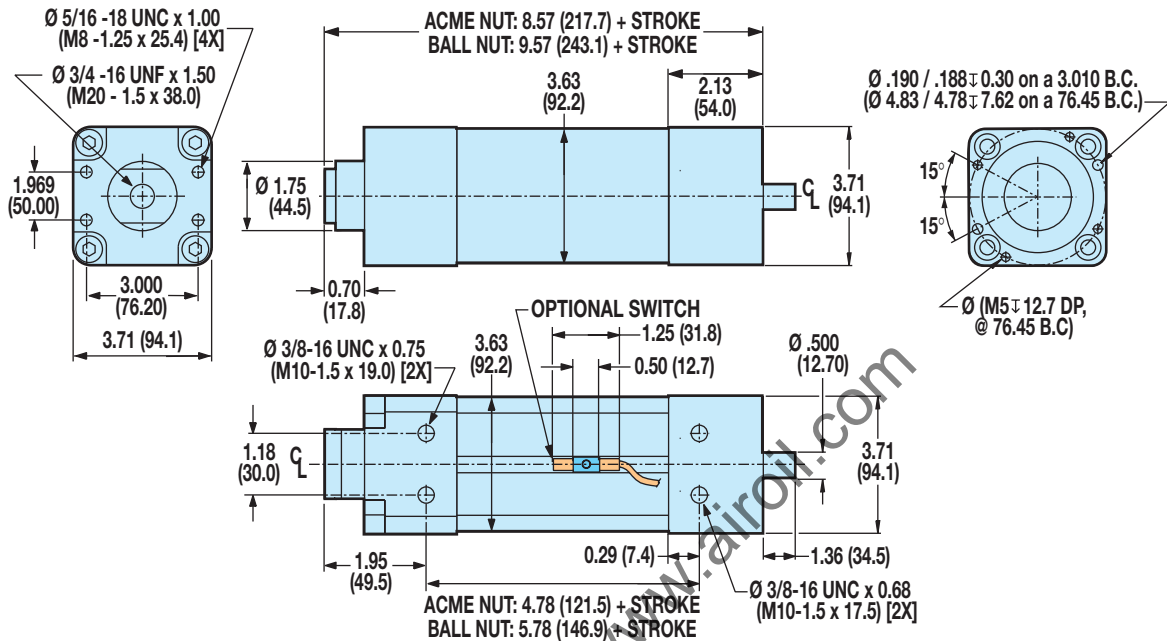 Ø 5/16 -18 UNC x 1.00
(M8 -1.25 x 25.4) [4X]
Ø 3/4 -16 UNF x 1.50
(M20 - 1.5 x 38.0)
1.969
(50.00)
3.000
(76.20)
3.71 (94.1)
ACME NUT: 8.57 (217.7) + STROKE
BALL NUT: 9.57 (243.1) + STROKE
3.63
(92.2)
2.13
(54.0)
Ø 1.75
(44.5)
0.70
(17.8)
CL
3.71
(94.1)
Ø .190 / .188↧0.30 on a 3.010 B.C.
(Ø 4.83 / 4.78↧7.62 on a 76.45 B.C.)
15°
15°
Ø (M5↧12.7 DP,
@ 76.45 B.C)
OPTIONAL SWITCH
1.25 (31.8)
0.50 (12.7)
Ø 3/8-16 UNC x 0.75
(M10-1.5 x 19.0) [2X]
3.63
(92.2)
Ø .500
(12.70)
1.18
(30.0)
CL
3.71
(94.1)
1.95
(49.5)
0.29 (7.4)
1.36 (34.5)
Ø 3/8-16 UNC x 0.68
(M10-1.5 x 17.5) [2X]
ACME NUT: 4.78 (121.5) + STROKE
BALL NUT: 5.78 (146.9) + STROKE
www.airoil.com